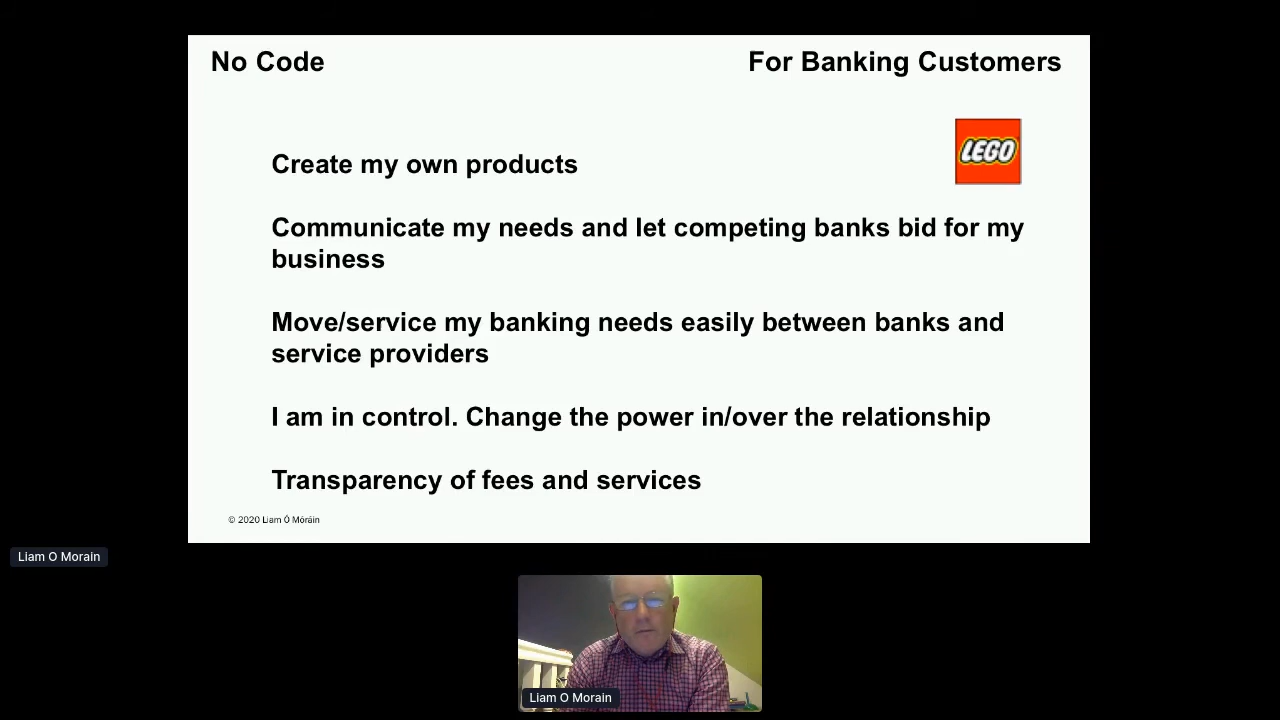 No Code
For Banking Customers
LEGO
Create my own products
Communicate my needs and let competing banks bid for my
business
Move/service my banking needs easily between banks and
service providers
I am in control. Change the power in/over the relationship
Transparency of fees and services
© 2020 Liam Ó Móráin
Liam O Morain
Liam O Morain